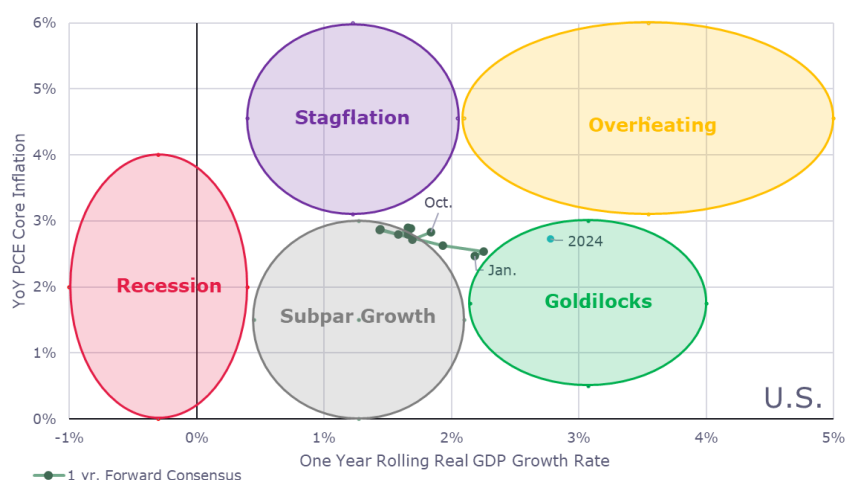 6%
5%
4%
3%
2%
1%
0%
YoY PCE Core Inflation
Stagflation
Overheating
Oct.
2024
Jan.
Recession
Subpar Growth
Goldilocks
U.S.
-1%
0%
1%
2%
3%
4%
5%
One Year Rolling Real GDP Growth Rate
1 yr. Forward Consensus